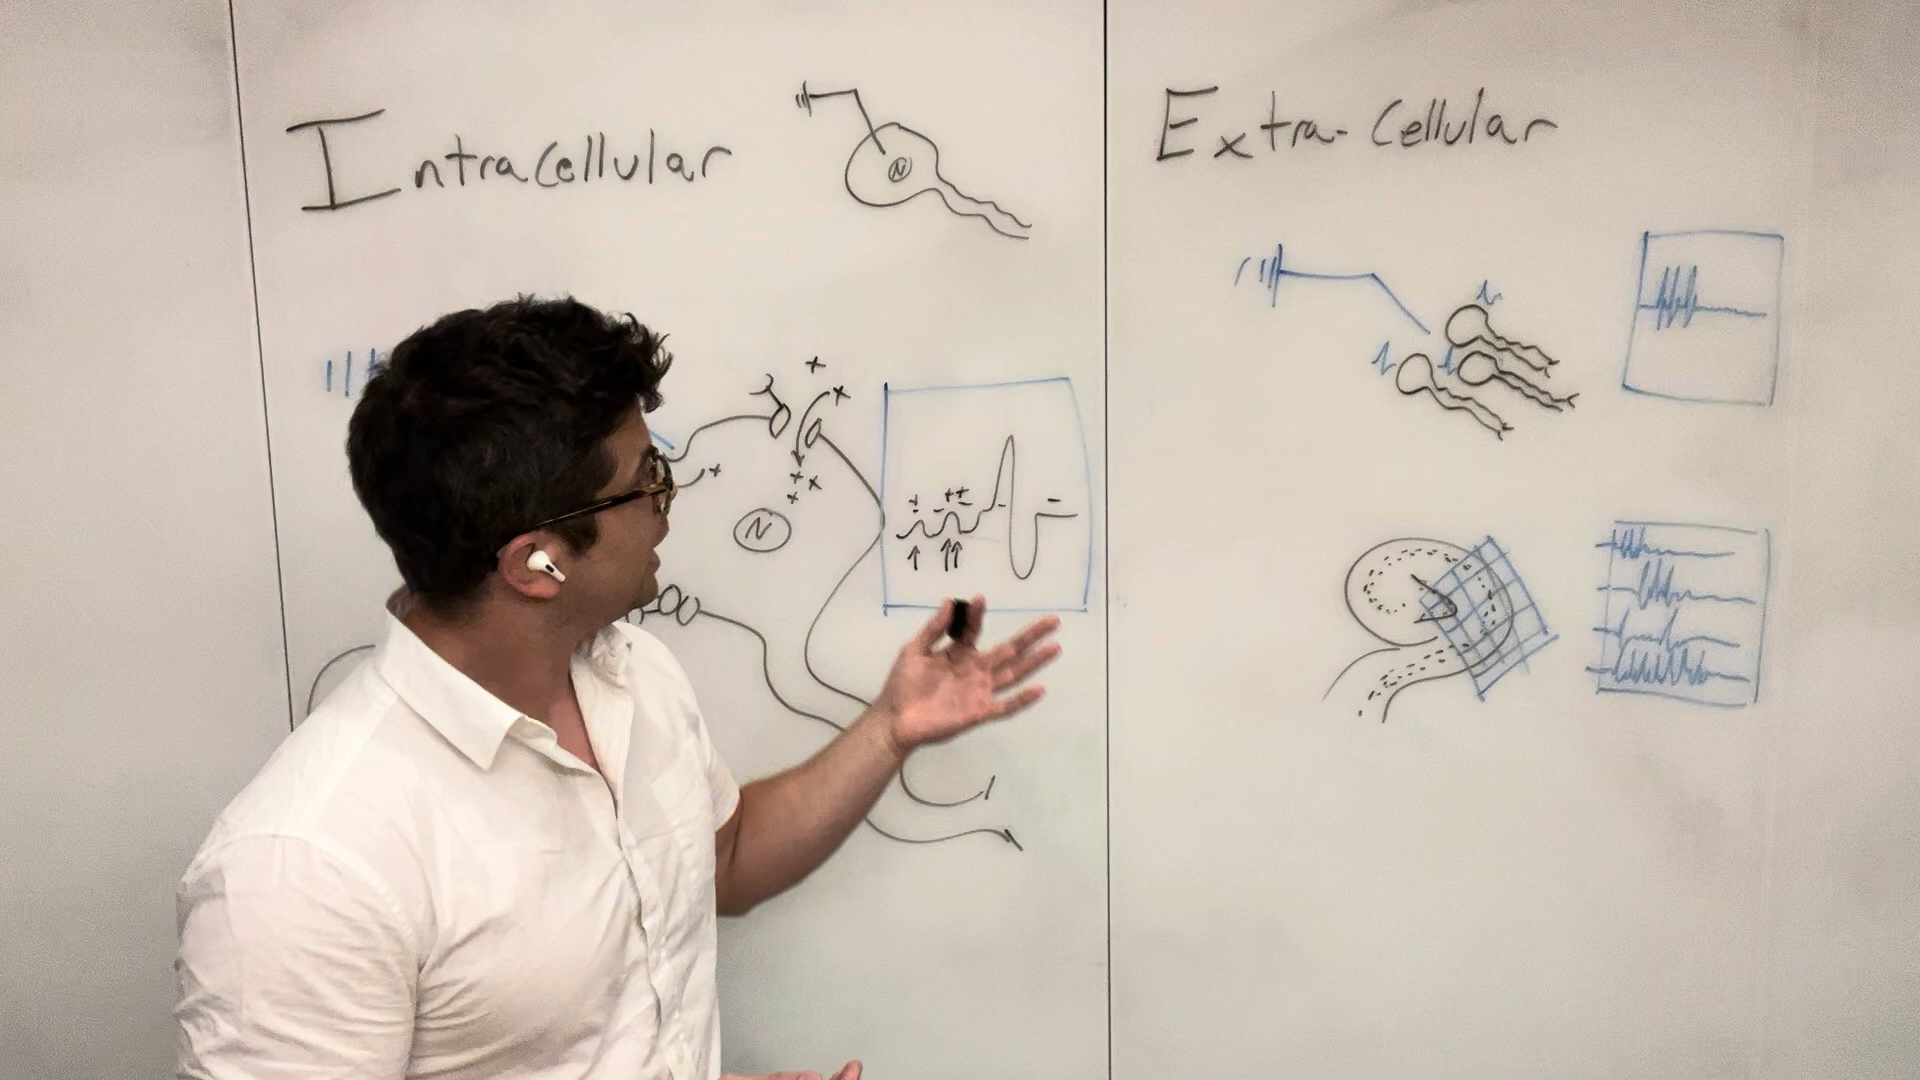 Intracellular
N
Extra-Cellular
+
+
+
+ +
+
N
+ ++
- - - -